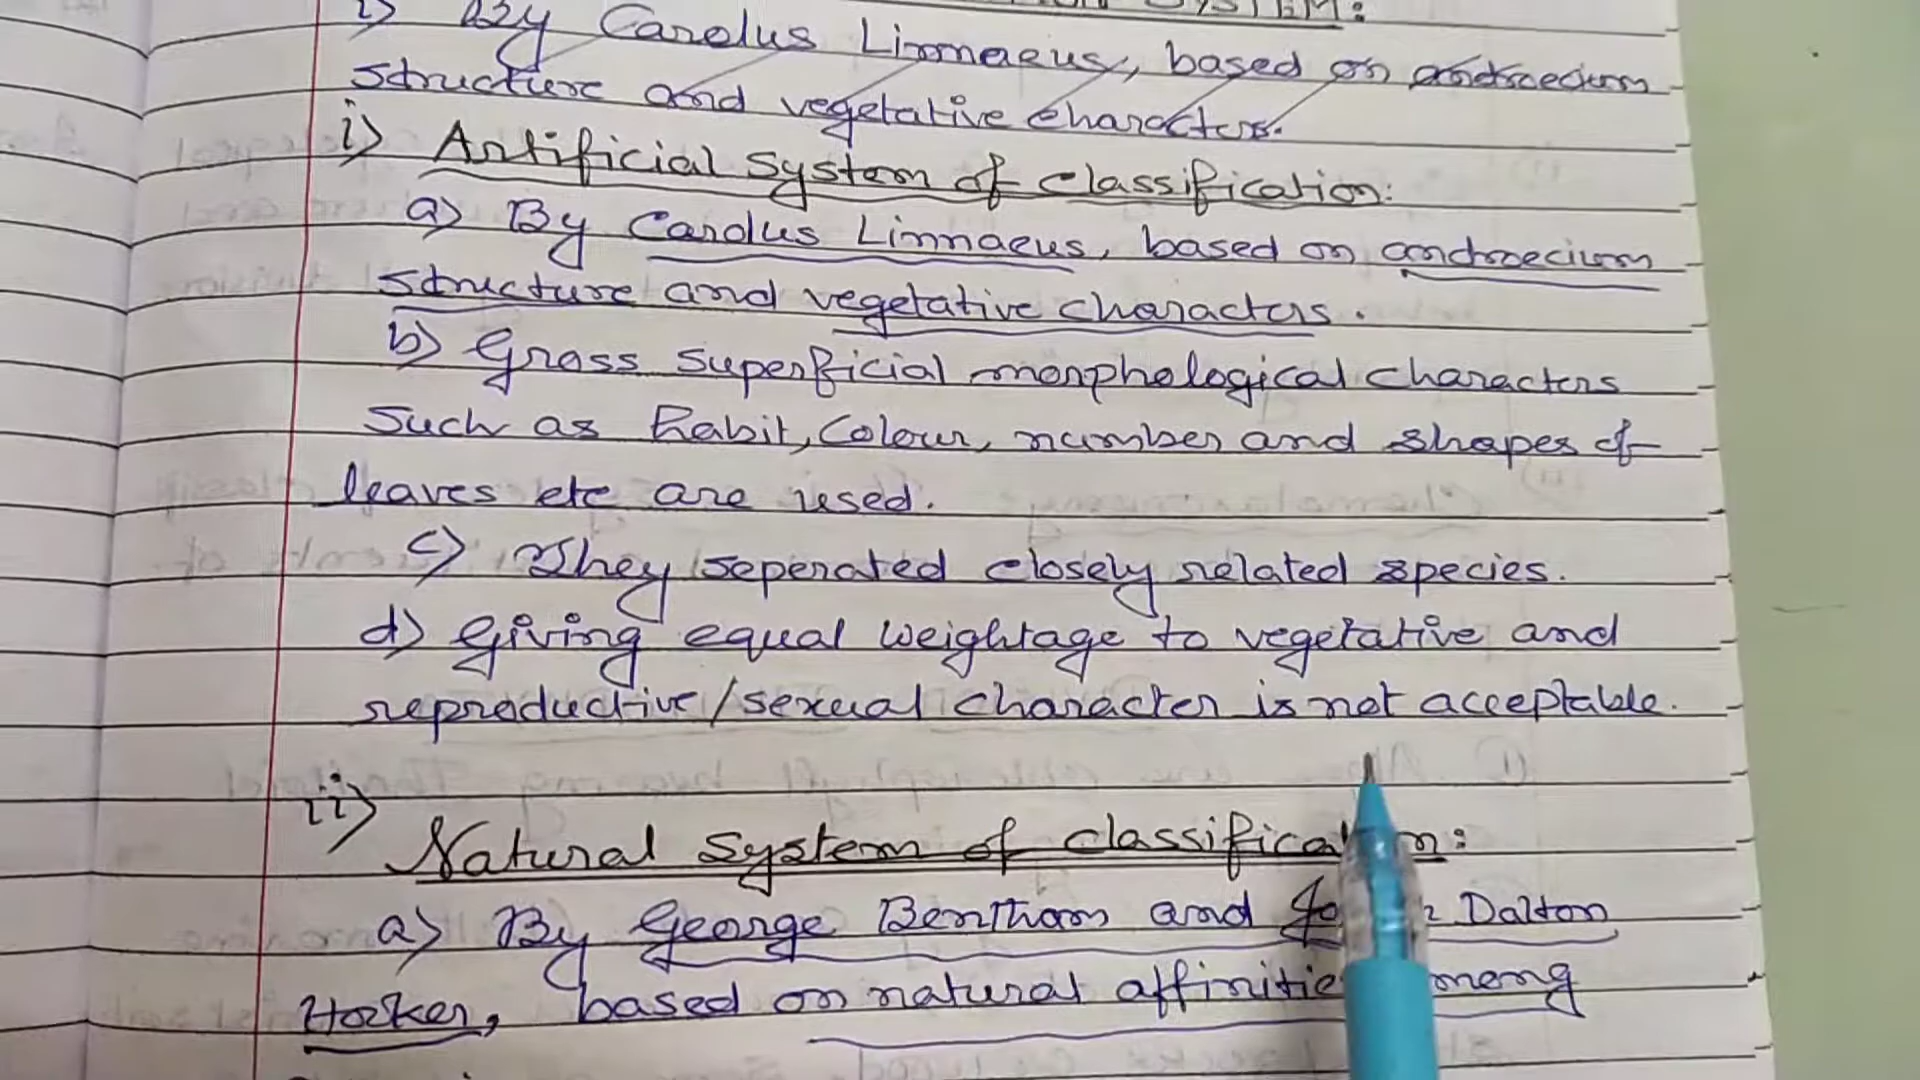 SYSTEM:
i) By Carolus Linnaeus, based on androecium
structure and vegetative characters.
i) Artificial System of classification:
a) By Carolus Linnaeus, based on androecium
structure and vegetative characters.
b) Gross superficial morphological characters
Such as habit, Colour, number and shapes of
leaves etc are used.
c) They seperated closely related species.
d) Giving equal weightage to vegetative and
reproductive/sexual character is not acceptable.
ii)
Natural System of classification:
a) By George Bentham and Dalton
Hooker, based on natural affinities among